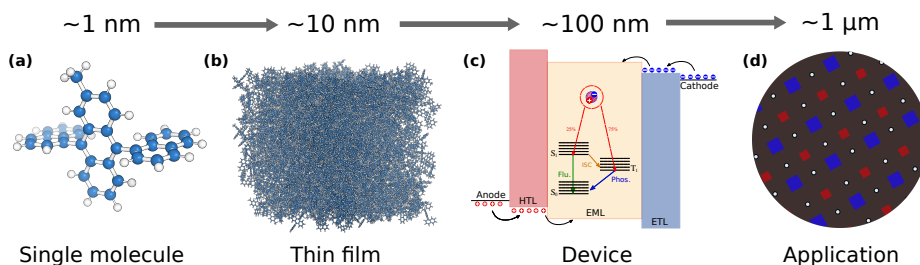 ~1 nm
~10 nm
~100 nm
~1 μm
(a)
(b)
(c)
(d)
Cathode
25%
75%
S₁
ISC
T₁
Flu.
Phos.
S₀
Anode
HTL
EML
ETL
Single molecule
Thin film
Device
Application